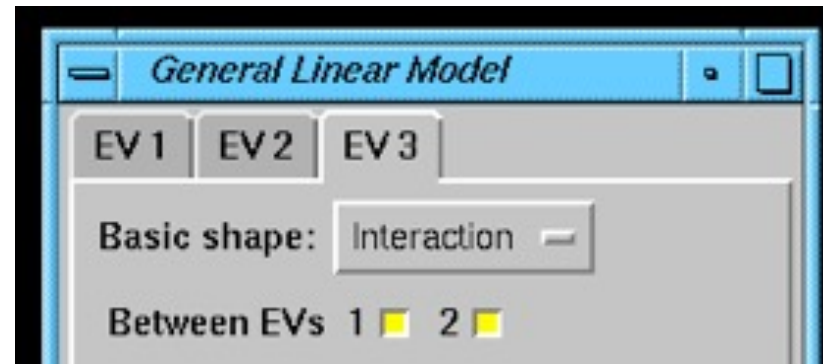 General Linear Model
EV 1 EV 2 EV 3
Basic shape: Interaction
Between EVs 1 2